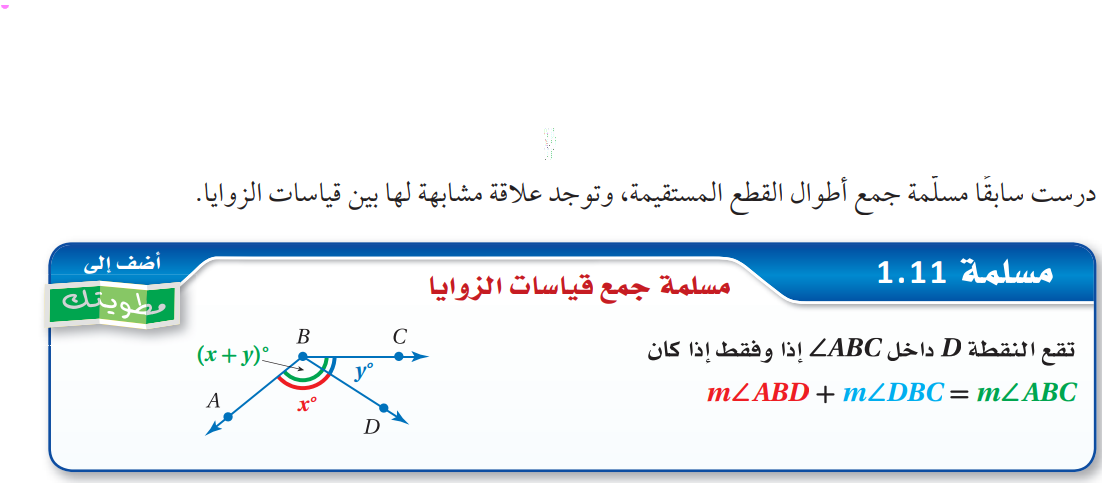 درست سابقًا مسلّمة جمع أطوال القطع المستقيمة، وتوجد علاقة مشابهة لها بين قياسات الزوايا.
مسلمة 1.11
مسلمة جمع قياسات الزوايا
أضف إلى
مطويتك
تقع النقطة D داخل ∠ABC إذا وفقط إذا كان
m∠ABD + m∠DBC = m∠ABC
B
C
(x + y)°
y°
A
x°
D